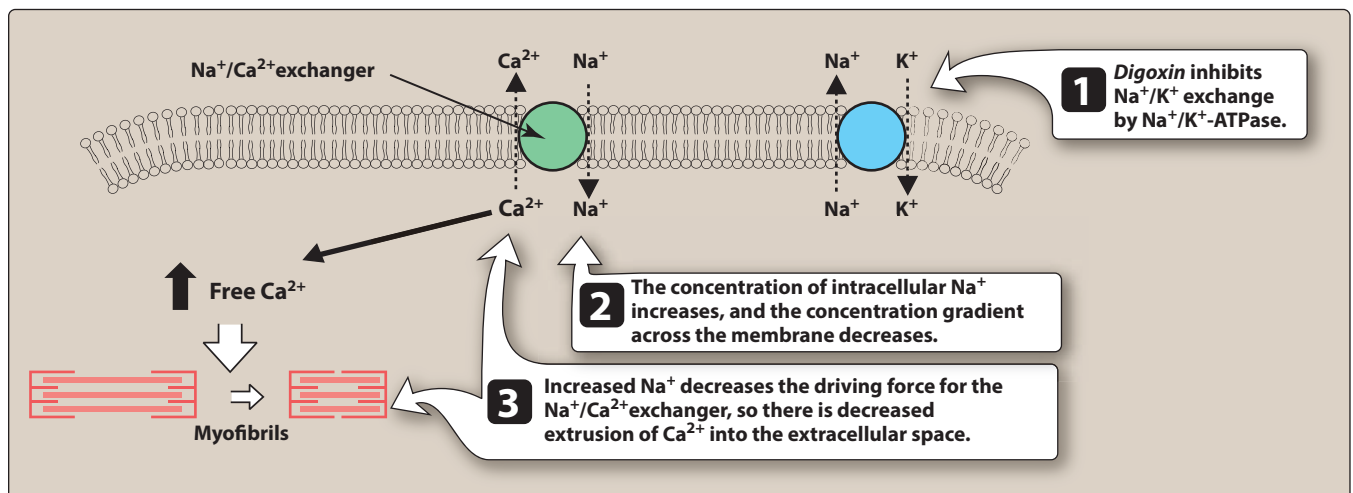 Na⁺/Ca²⁺exchanger
Ca²⁺ Na⁺
Na⁺ K⁺
1 Digoxin inhibits
Na⁺/K⁺ exchange
by Na⁺/K⁺-ATPase.
Ca²⁺ Na⁺
Na⁺ K⁺
Free Ca²⁺
2 The concentration of intracellular Na⁺
increases, and the concentration gradient
across the membrane decreases.
3 Increased Na⁺ decreases the driving force for the
Na⁺/Ca²⁺exchanger, so there is decreased
extrusion of Ca²⁺ into the extracellular space.
Myofibrils